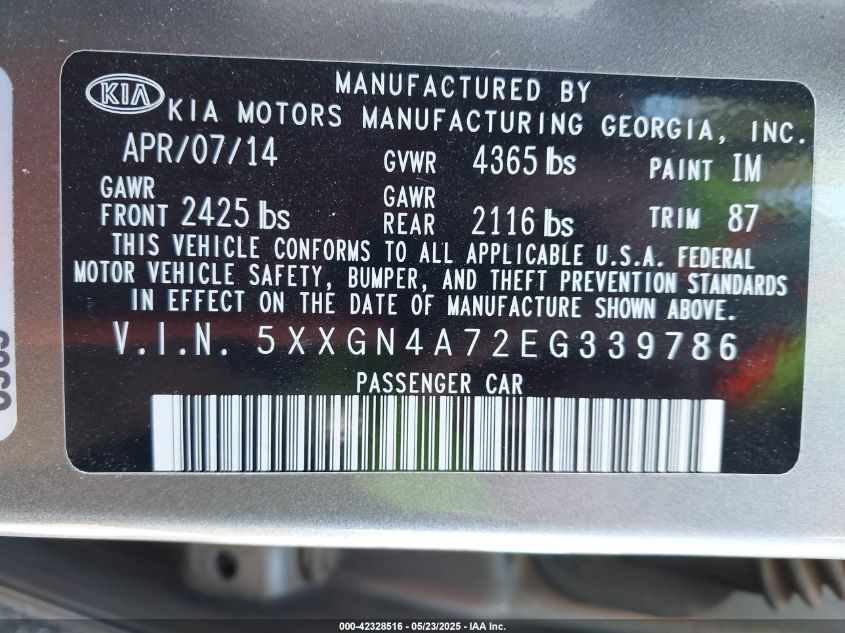 KIA
MANUFACTURED BY
KIA MOTORS MANUFACTURING GEORGIA, INC.
APR/07/14 GVWR 4365 lbs PAINT IM
GAWR FRONT 2425 lbs GAWR REAR 2116 lbs TRIM 87
THIS VEHICLE CONFORMS TO ALL APPLICABLE U.S.A. FEDERAL
MOTOR VEHICLE SAFETY, BUMPER, AND THEFT PREVENTION STANDARDS
IN EFFECT ON THE DATE OF MANUFACTURE SHOWN ABOVE.
V.I.N. 5XXGN4A72EG339786
PASSENGER CAR
000-42328516 - 05/23/2025 - IAA Inc.